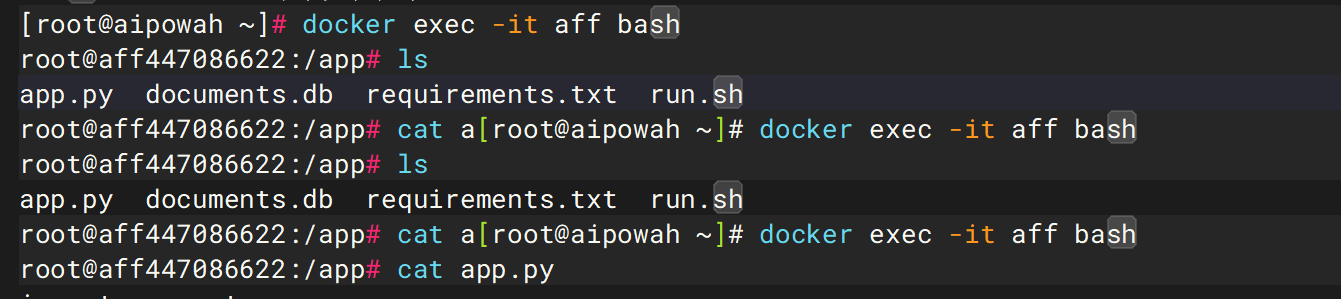 [root@aipowah ~]# docker exec -it aff bash
root@aff447086622:/app# ls
app.py  documents.db  requirements.txt  run.sh
root@aff447086622:/app# cat a[root@aipowah ~]# docker exec -it aff bash
root@aff447086622:/app# ls
app.py  documents.db  requirements.txt  run.sh
root@aff447086622:/app# cat a[root@aipowah ~]# docker exec -it aff bash
root@aff447086622:/app# cat app.py